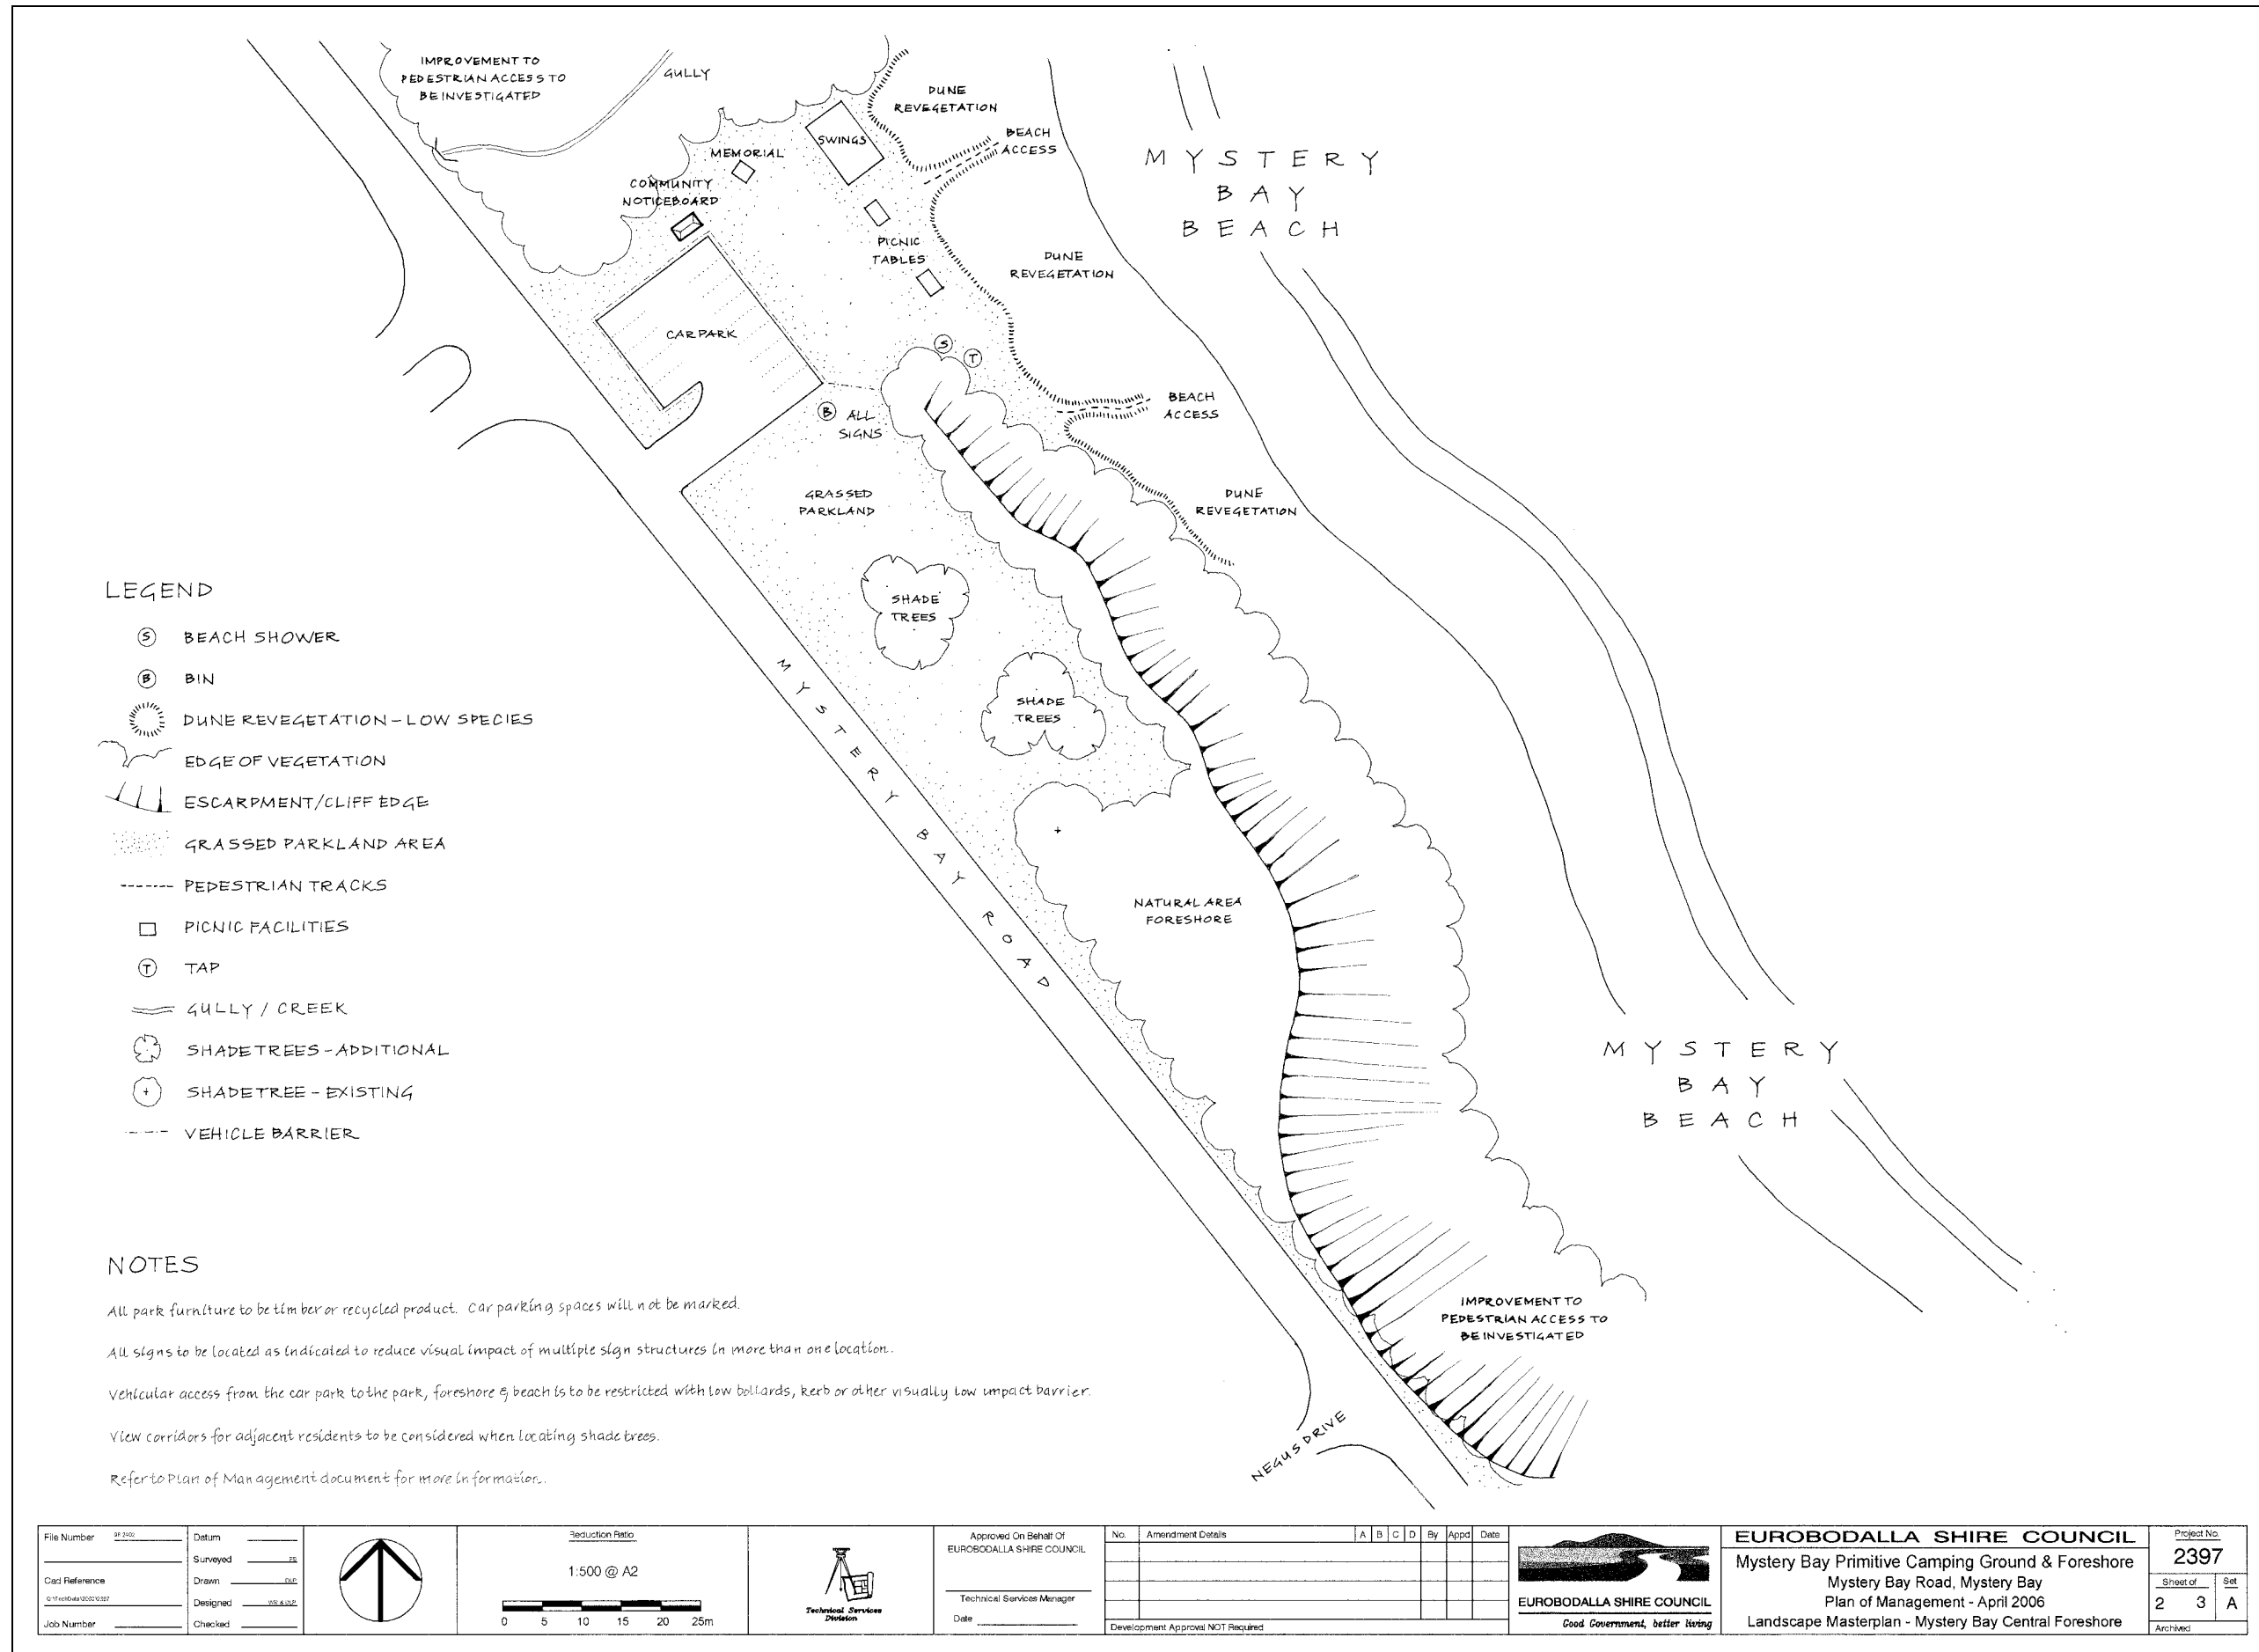 IMPROVEMENT TO
PEDESTRIAN ACCESS TO
BE INVESTIGATED
GULLY
DUNE
REVEGETATION
BEACH
ACCESS
SWINGS
MEMORIAL
COMMUNITY
NOTICEBOARD
PICNIC
TABLES
DUNE
REVEGETATION
MYSTERY
BAY
BEACH
CAR PARK
S
T
B
ALL
SIGNS
BEACH
ACCESS
GRASSED
PARKLAND
DUNE
REVEGETATION
SHADE
TREES
SHADE
TREES
MYSTERY BAY ROAD
NATURAL AREA
FORESHORE
MYSTERY
BAY
BEACH
IMPROVEMENT TO
PEDESTRIAN ACCESS TO
BE INVESTIGATED
NEGUS DRIVE
LEGEND
S BEACH SHOWER
B BIN
DUNE REVEGETATION - LOW SPECIES
EDGE OF VEGETATION
ESCARPMENT/CLIFF EDGE
GRASSED PARKLAND AREA
PEDESTRIAN TRACKS
PICNIC FACILITIES
T TAP
GULLY / CREEK
SHADE TREES - ADDITIONAL
SHADE TREE - EXISTING
VEHICLE BARRIER
NOTES
All park furniture to be timber or recycled product. Car parking spaces will not be marked.
All signs to be located as indicated to reduce visual impact of multiple sign structures in more than one location.
Vehicular access from the car park to the park, foreshore & beach is to be restricted with low bollards, kerb or other visually low impact barrier.
View corridors for adjacent residents to be considered when locating shade trees.
Refer to Plan of Management document for more information.
File Number
Cad Reference
Job Number
Datum
Surveyed
Drawn
Designed
Checked
Reduction Ratio
1:500 @ A2
0 5 10 15 20 25m
Technical Services
Division
Approved On Behalf Of
EUROBODALLA SHIRE COUNCIL
Technical Services Manager
Date
No. Amendment Details A B C D By Appd Date
Development Approval NOT Required
EUROBODALLA SHIRE COUNCIL
Good Government, better living
EUROBODALLA SHIRE COUNCIL
Mystery Bay Primitive Camping Ground & Foreshore
Mystery Bay Road, Mystery Bay
Plan of Management - April 2006
Landscape Masterplan - Mystery Bay Central Foreshore
Project No.
2397
Sheet of Set
2 3 A
Archived